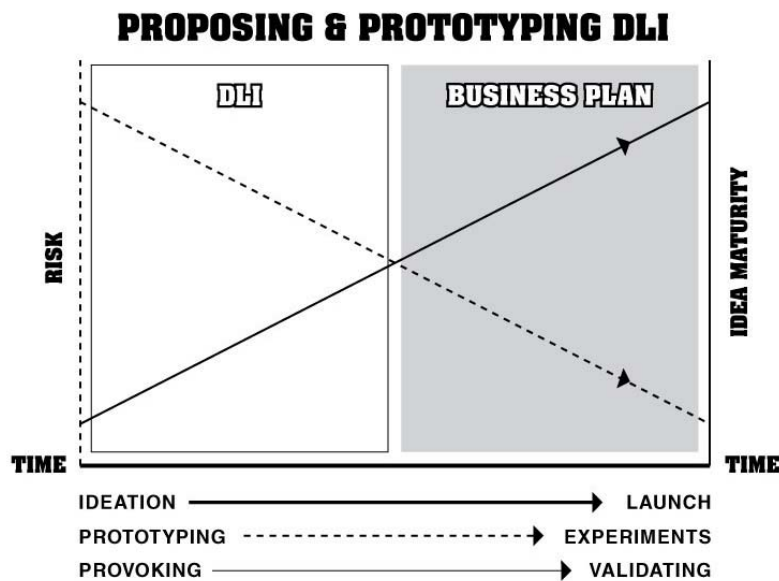 PROPOSING & PROTOTYPING DLI
DLI
BUSINESS PLAN
RISK
IDEA MATURITY
TIME
TIME
IDEATION LAUNCH
PROTOTYPING EXPERIMENTS
PROVOKING VALIDATING